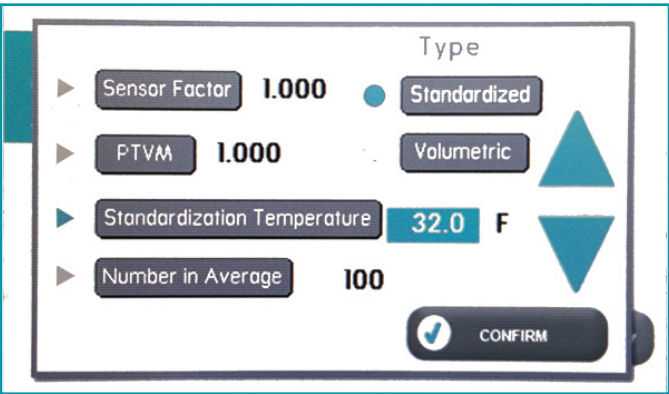 Type
Sensor Factor 1.000 Standardized
PTVM 1.000 Volumetric
Standardization Temperature 32.0 F
Number in Average 100
CONFIRM